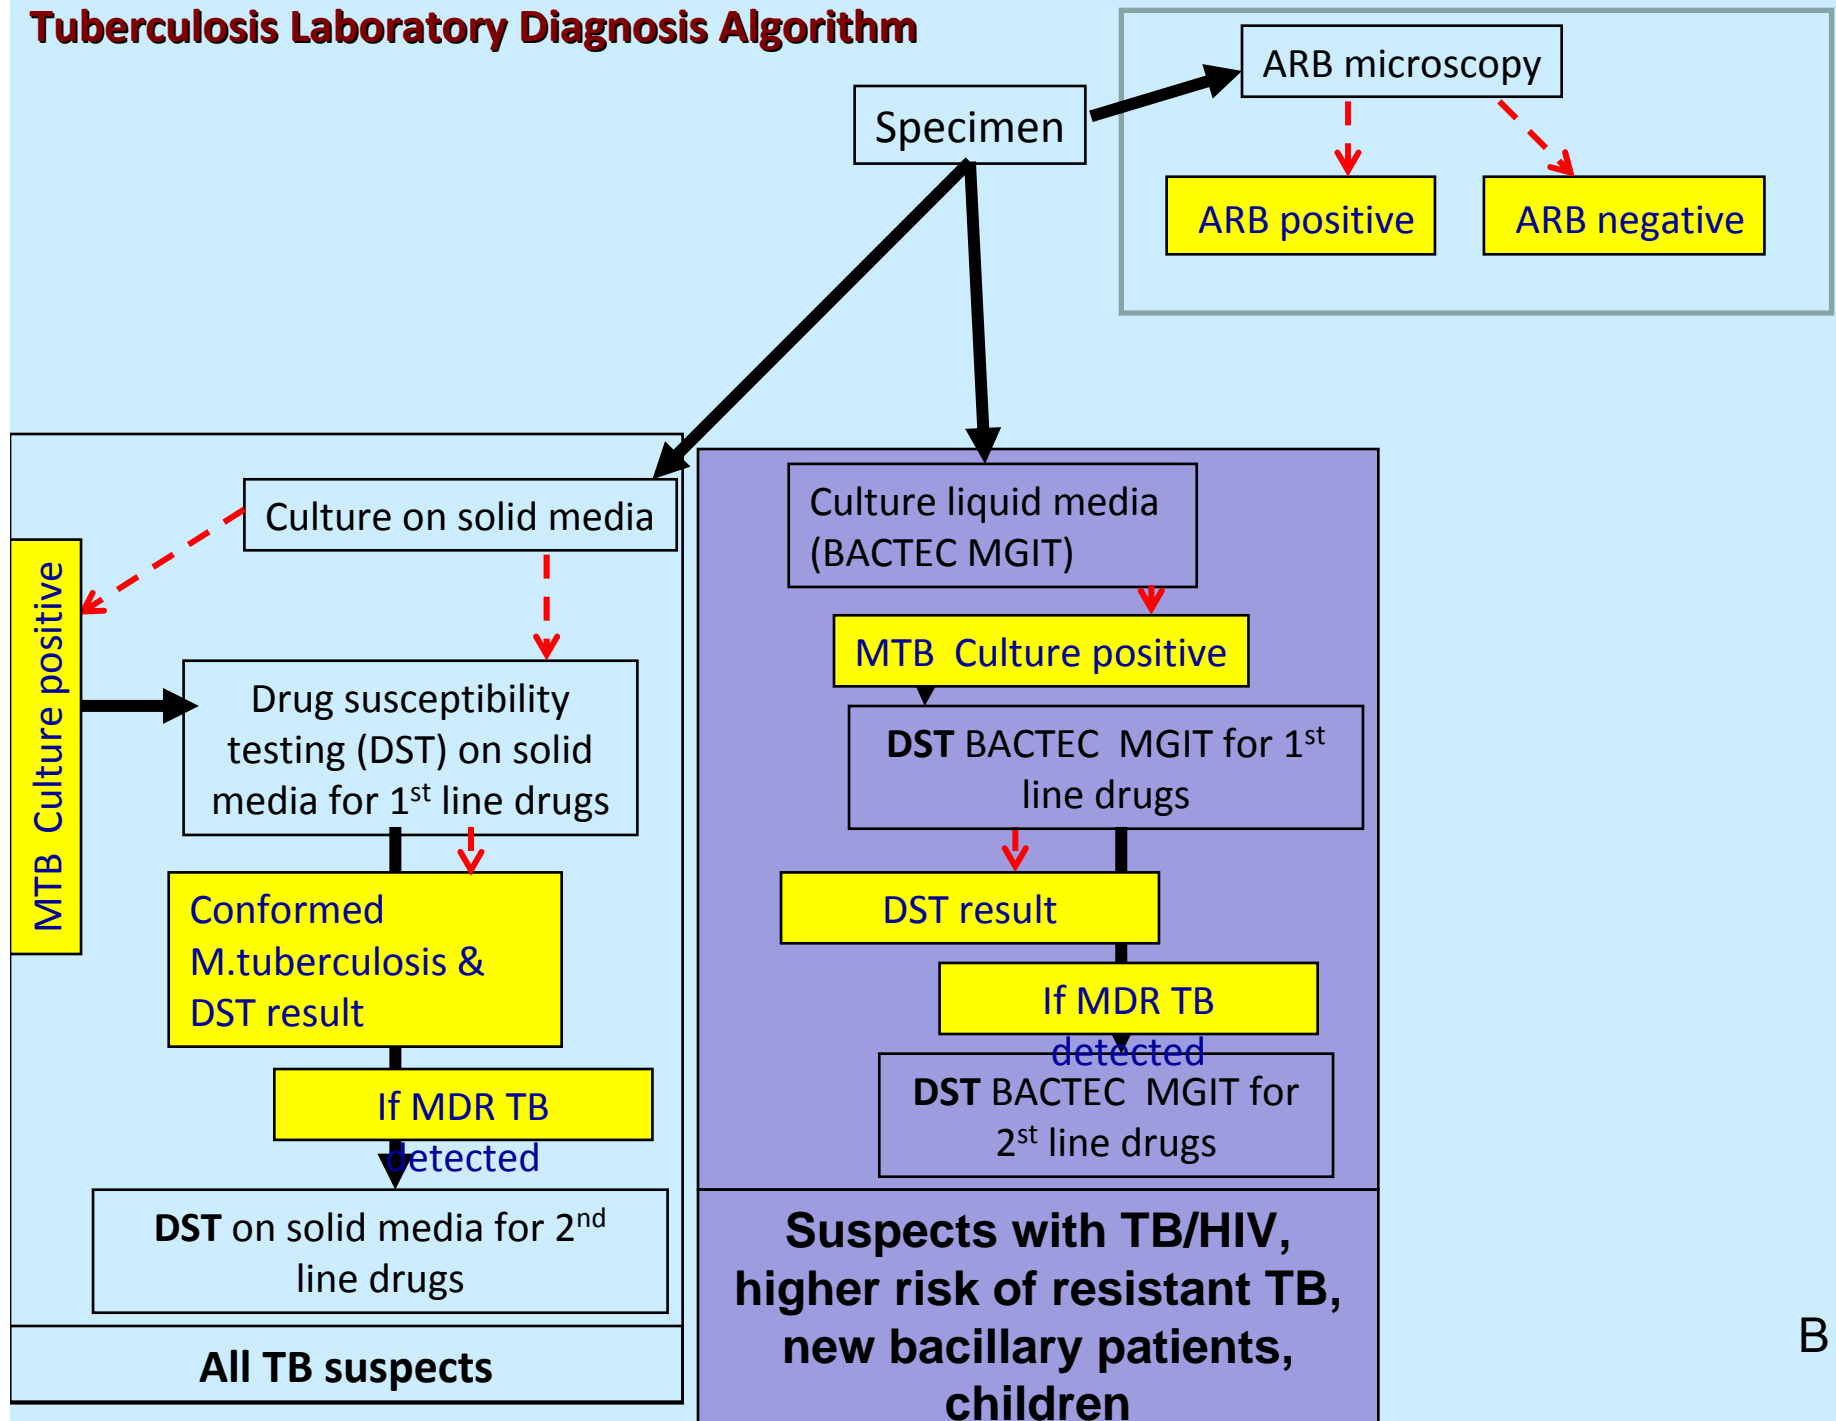 Tuberculosis Laboratory Diagnosis Algorithm
Specimen
ARB microscopy
ARB positive
ARB negative
Culture on solid media
MTB  Culture positive
Drug susceptibility
testing (DST) on solid
media for 1st line drugs
Conformed
M.tuberculosis &
DST result
If MDR TB
detected
DST on solid media for 2nd
line drugs
All TB suspects
Culture liquid media
(BACTEC MGIT)
MTB  Culture positive
DST BACTEC  MGIT for 1st
line drugs
DST result
If MDR TB
detected
DST BACTEC  MGIT for
2st line drugs
Suspects with TB/HIV,
higher risk of resistant TB,
new bacillary patients,
children
B